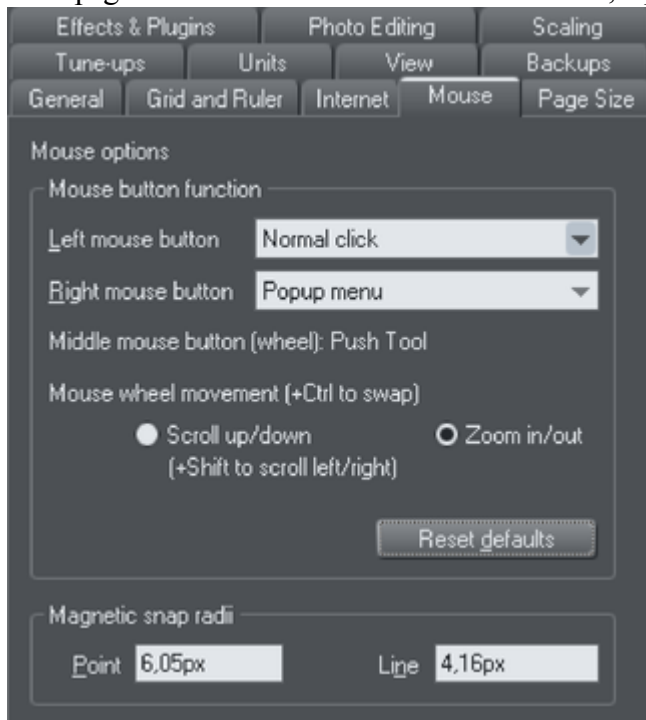 Effects & Plugins Photo Editing Scaling
Tune-ups Units View Backups
General Grid and Ruler Internet Mouse Page Size
Mouse options
Mouse button function
Left mouse button Normal click
Right mouse button Popup menu
Middle mouse button (wheel): Push Tool
Mouse wheel movement (+Ctrl to swap)
Scroll up/down Zoom in/out
(+Shift to scroll left/right)
Reset defaults
Magnetic snap radii
Point 6,05px Line 4,16px